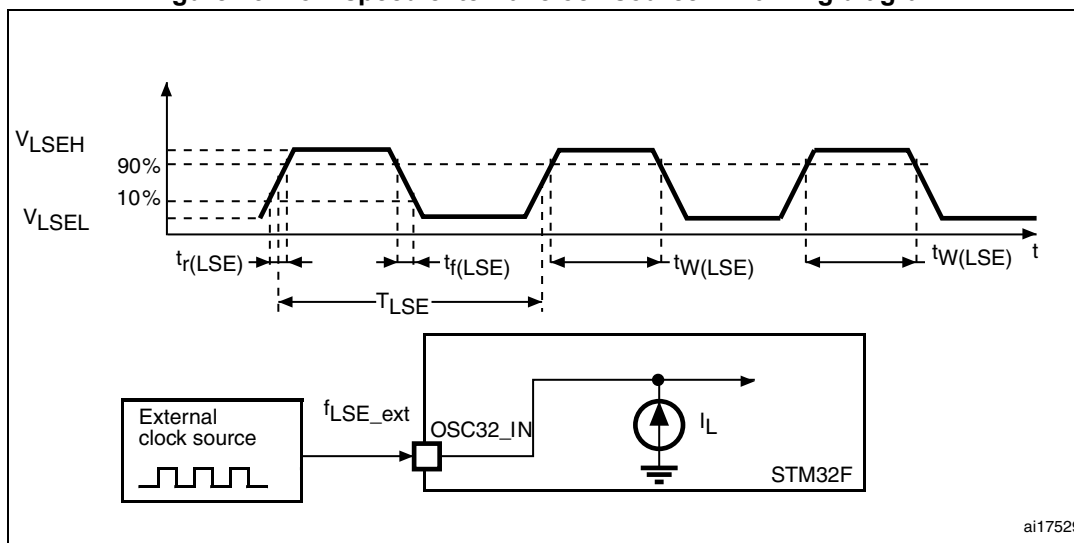 V_LSEH
90%
10%
V_LSEL
t_r(LSE)
t_f(LSE)
t_W(LSE)
t_W(LSE)
t
T_LSE
External
clock source
f_LSE_ext
OSC32_IN
I_L
STM32F
ai17529